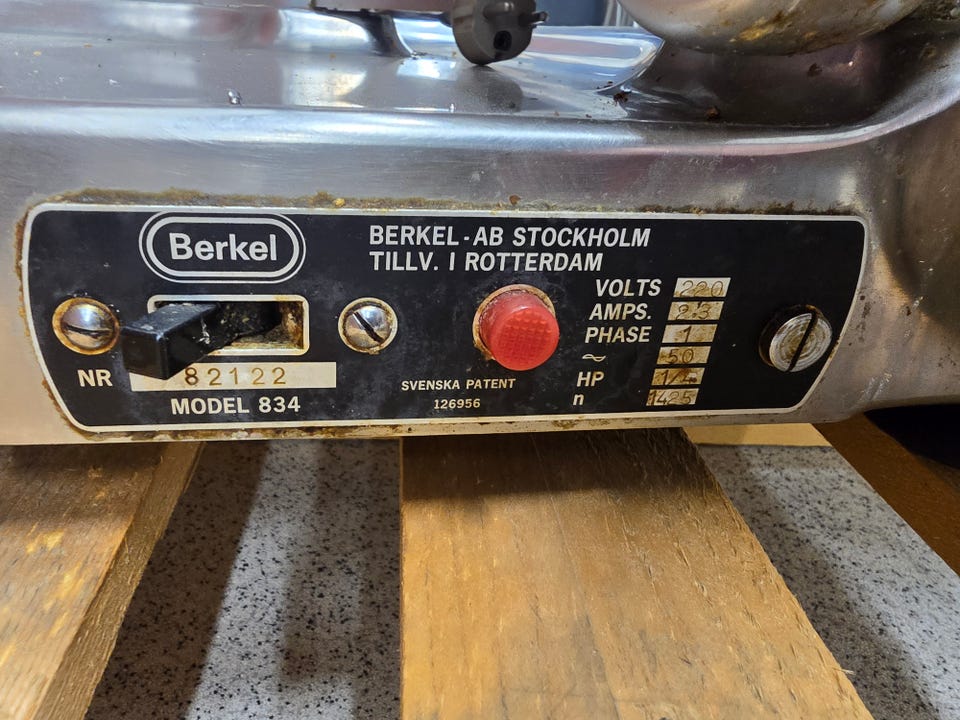 Berkel
BERKEL - AB STOCKHOLM
TILLV. I ROTTERDAM
VOLTS 220
AMPS. 2.3
PHASE 1
~ 50
HP 1/4
n 1425
NR 82122
MODEL 834
SVENSKA PATENT
126956